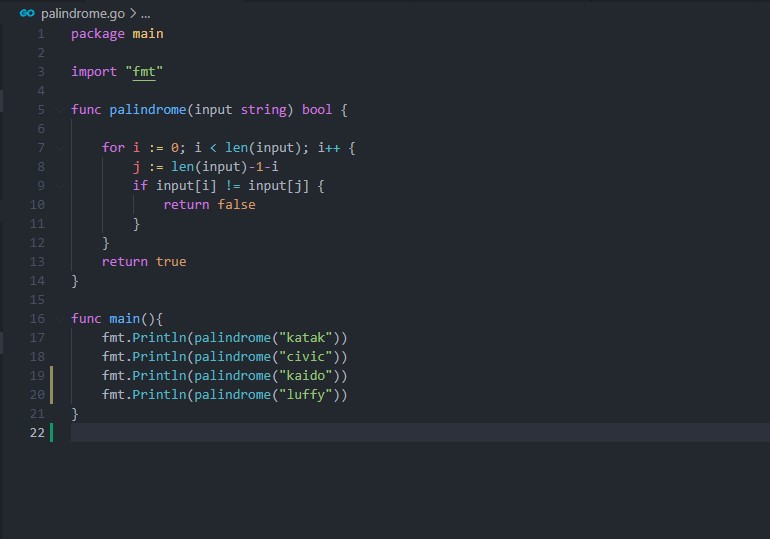 GO palindrome.go > ...
1 package main
2
3 import "fmt"
4
5 func palindrome(input string) bool {
6
7     for i := 0; i < len(input); i++ {
8         j := len(input)-1-i
9         if input[i] != input[j] {
10             return false
11         }
12     }
13     return true
14 }
15
16 func main(){
17     fmt.Println(palindrome("katak"))
18     fmt.Println(palindrome("civic"))
19     fmt.Println(palindrome("kaido"))
20     fmt.Println(palindrome("luffy"))
21 }
22